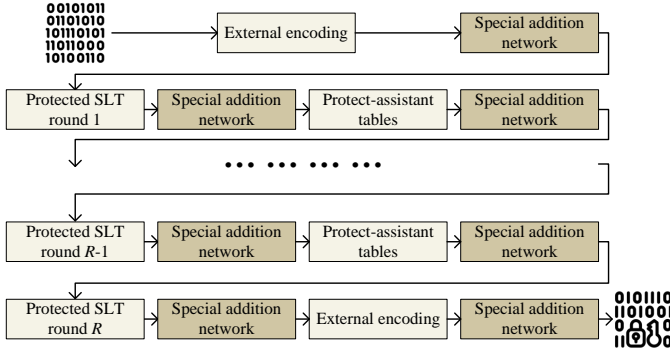 00101011
01101010
101110101
11011000
10100110
External encoding
Special addition
network
Protected SLT
round 1
Special addition
network
Protect-assistant
tables
Special addition
network
... ... ... ...
Protected SLT
round R-1
Special addition
network
Protect-assistant
tables
Special addition
network
Protected SLT
round R
Special addition
network
External encoding
Special addition
network